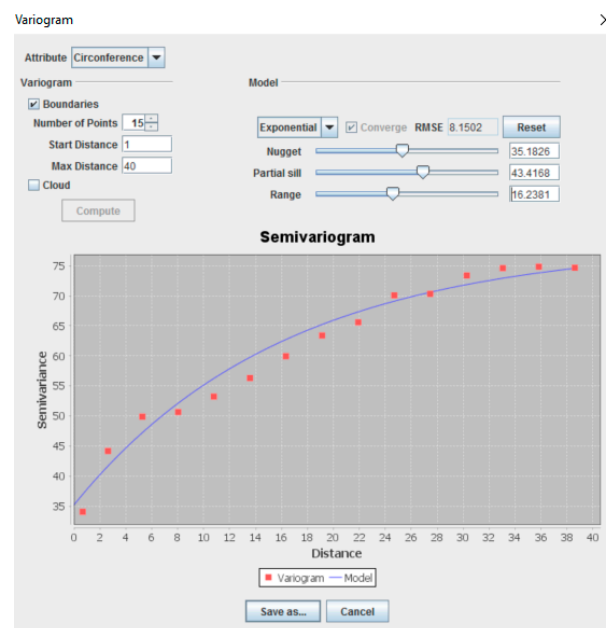 Variogram
Attribute Circonference
Variogram
Boundaries
Number of Points 15
Start Distance 1
Max Distance 40
Cloud
Compute
Model
Exponential Converge RMSE 8.1502 Reset
Nugget 35.1826
Partial sill 43.4168
Range 16.2381
Semivariogram
75
70
65
60
55
50
45
40
35
Semivariance
0 2 4 6 8 10 12 14 16 18 20 22 24 26 28 30 32 34 36 38 40
Distance
Variogram Model
Save as... Cancel